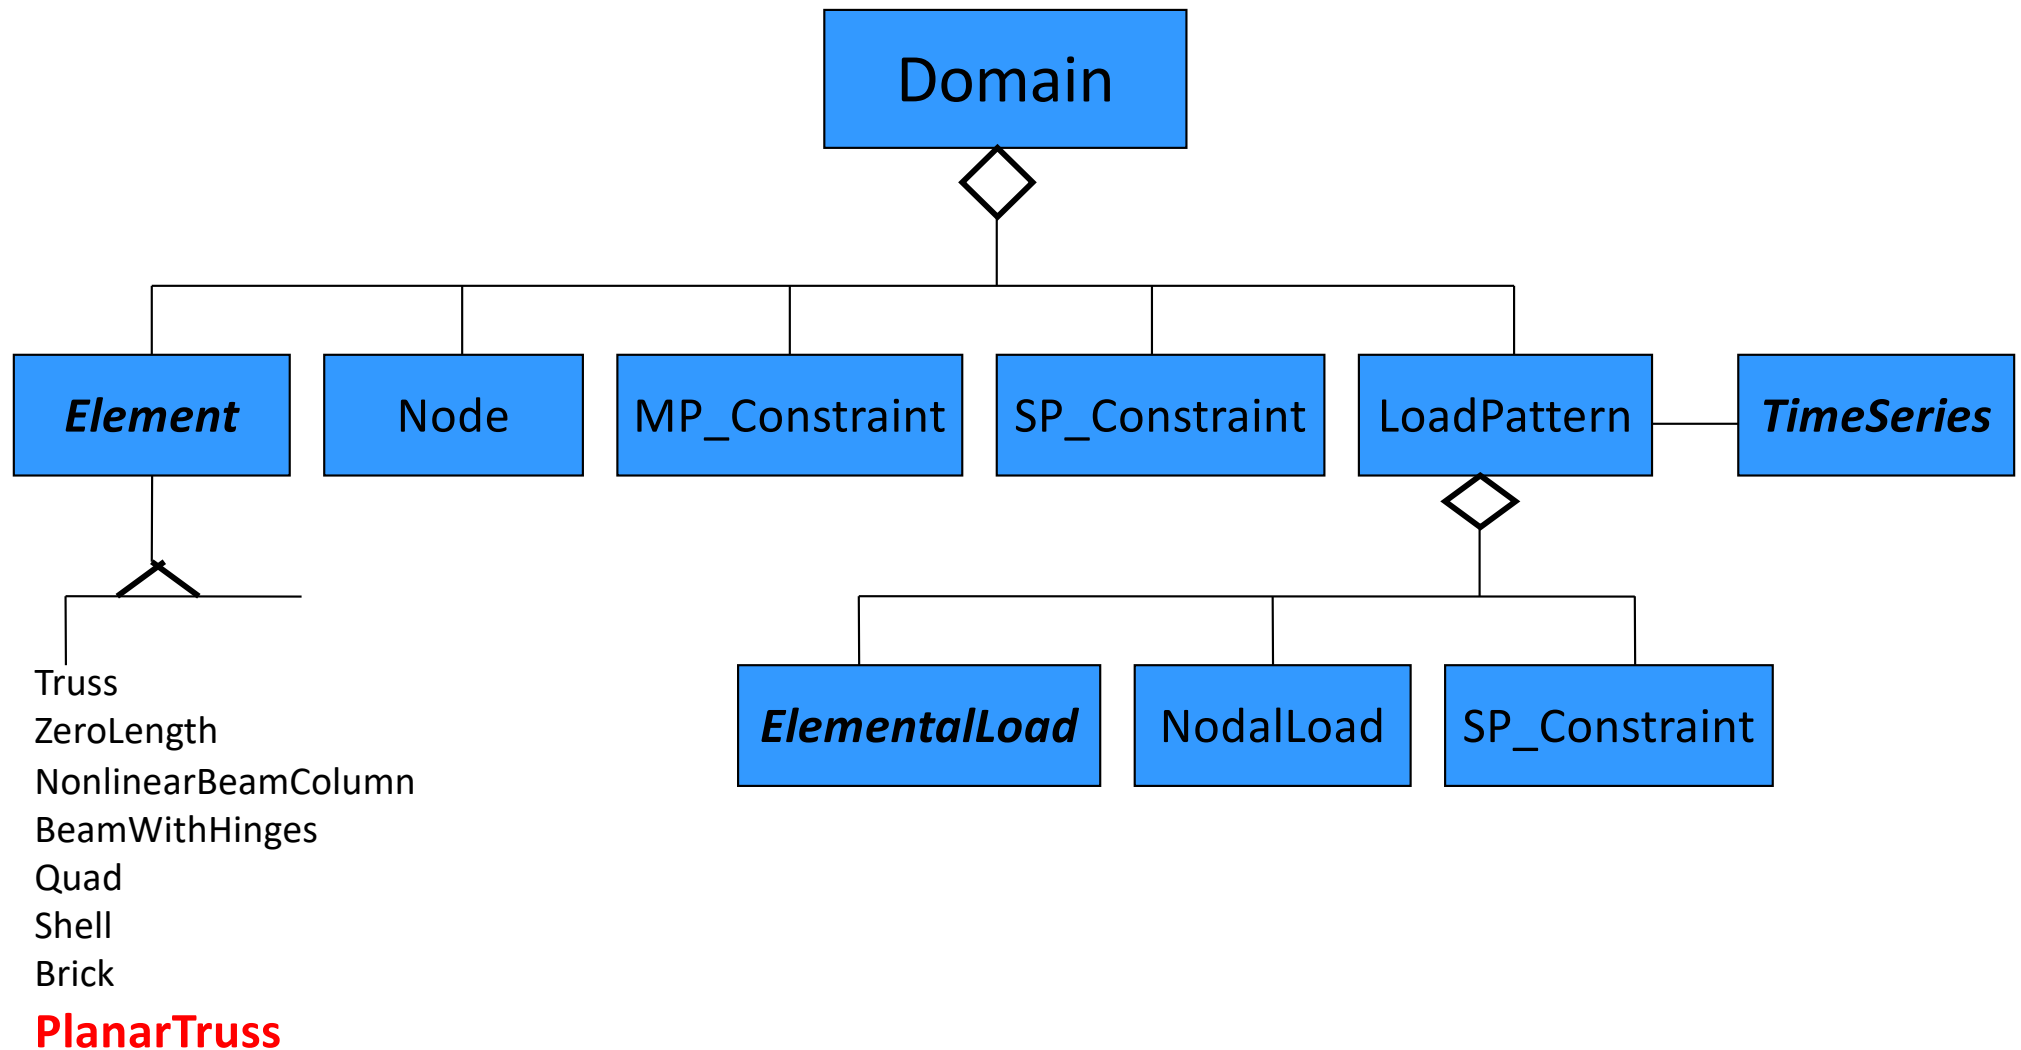 Domain
Element
Node
MP_Constraint
SP_Constraint
LoadPattern
TimeSeries
ElementalLoad
NodalLoad
SP_Constraint
Truss
ZeroLength
NonlinearBeamColumn
BeamWithHinges
Quad
Shell
Brick
PlanarTruss